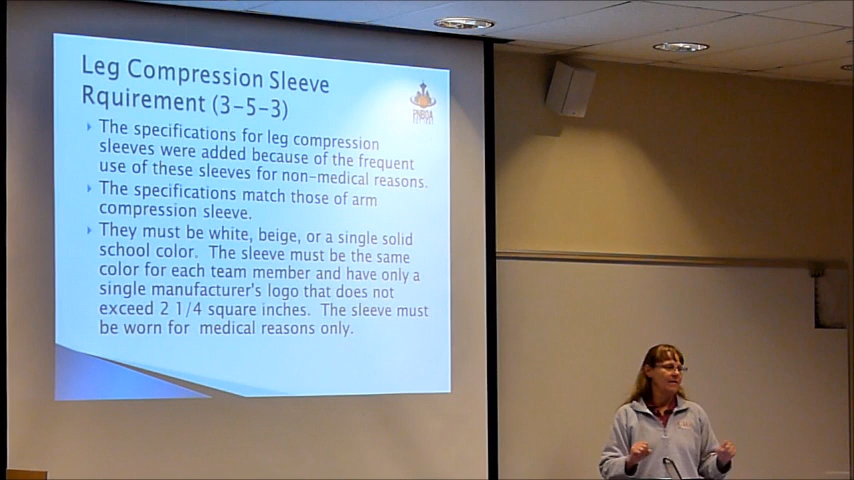 Leg Compression Sleeve
Rquirement (3-5-3)
PNBOA
The specifications for leg compression
sleeves were added because of the frequent
use of these sleeves for non-medical reasons.
The specifications match those of arm
compression sleeve.
They must be white, beige, or a single solid
school color. The sleeve must be the same
color for each team member and have only a
single manufacturer's logo that does not
exceed 2 1/4 square inches. The sleeve must
be worn for medical reasons only.